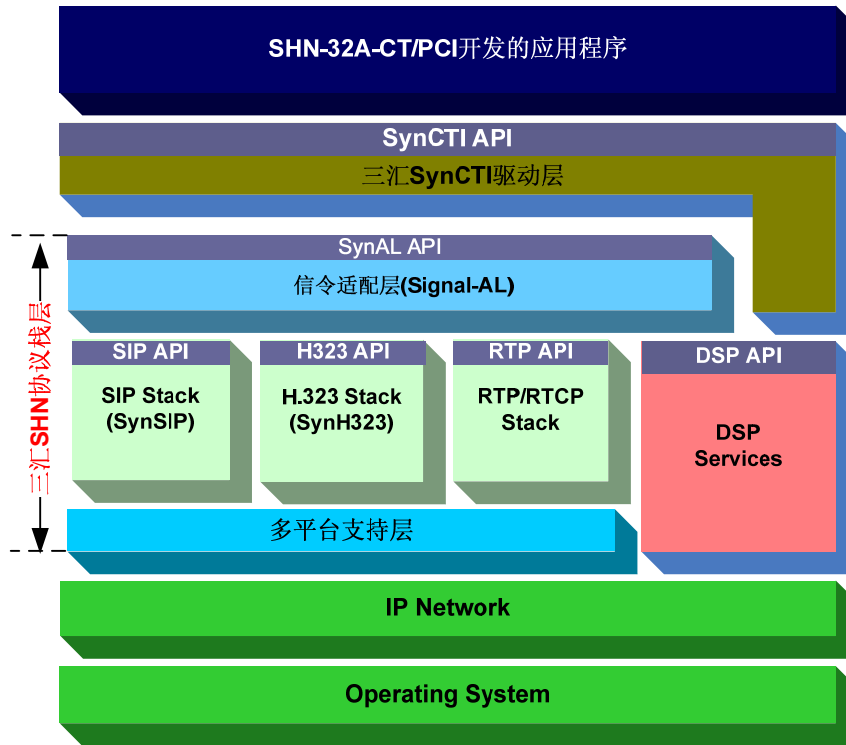 SHN-32A-CT/PCI开发的应用程序
SynCTI API
三汇SynCTI驱动层
SynAL API
信令适配层(Signal-AL)
三汇SHN协议栈层
SIP API
SIP Stack
(SynSIP)
H323 API
H.323 Stack
(SynH323)
RTP API
RTP/RTCP
Stack
DSP API
DSP
Services
多平台支持层
IP Network
Operating System